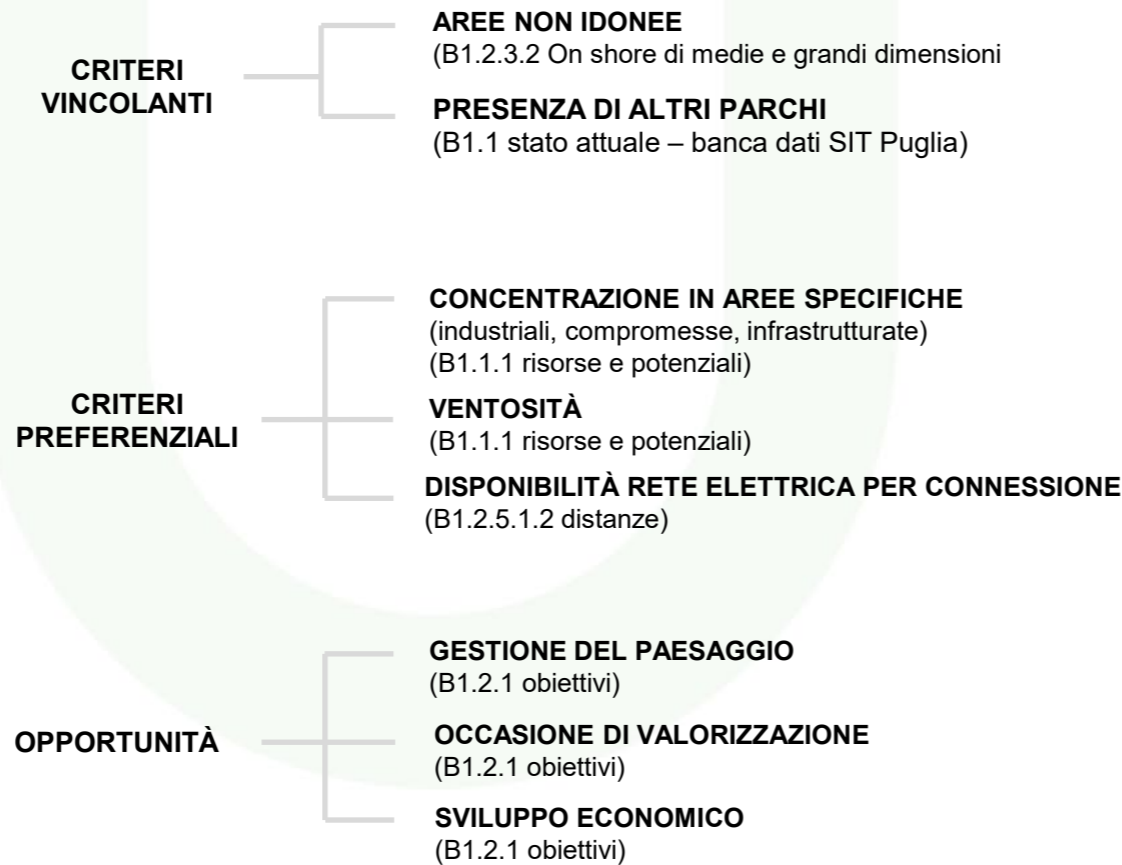 CRITERI
VINCOLANTI
AREE NON IDONEE
(B1.2.3.2 On shore di medie e grandi dimensioni
PRESENZA DI ALTRI PARCHI
(B1.1 stato attuale – banca dati SIT Puglia)
CRITERI
PREFERENZIALI
CONCENTRAZIONE IN AREE SPECIFICHE
(industriali, compromesse, infrastrutturate)
(B1.1.1 risorse e potenziali)
VENTOSITÀ
(B1.1.1 risorse e potenziali)
DISPONIBILITÀ RETE ELETTRICA PER CONNESSIONE
(B1.2.5.1.2 distanze)
OPPORTUNITÀ
GESTIONE DEL PAESAGGIO
(B1.2.1 obiettivi)
OCCASIONE DI VALORIZZAZIONE
(B1.2.1 obiettivi)
SVILUPPO ECONOMICO
(B1.2.1 obiettivi)